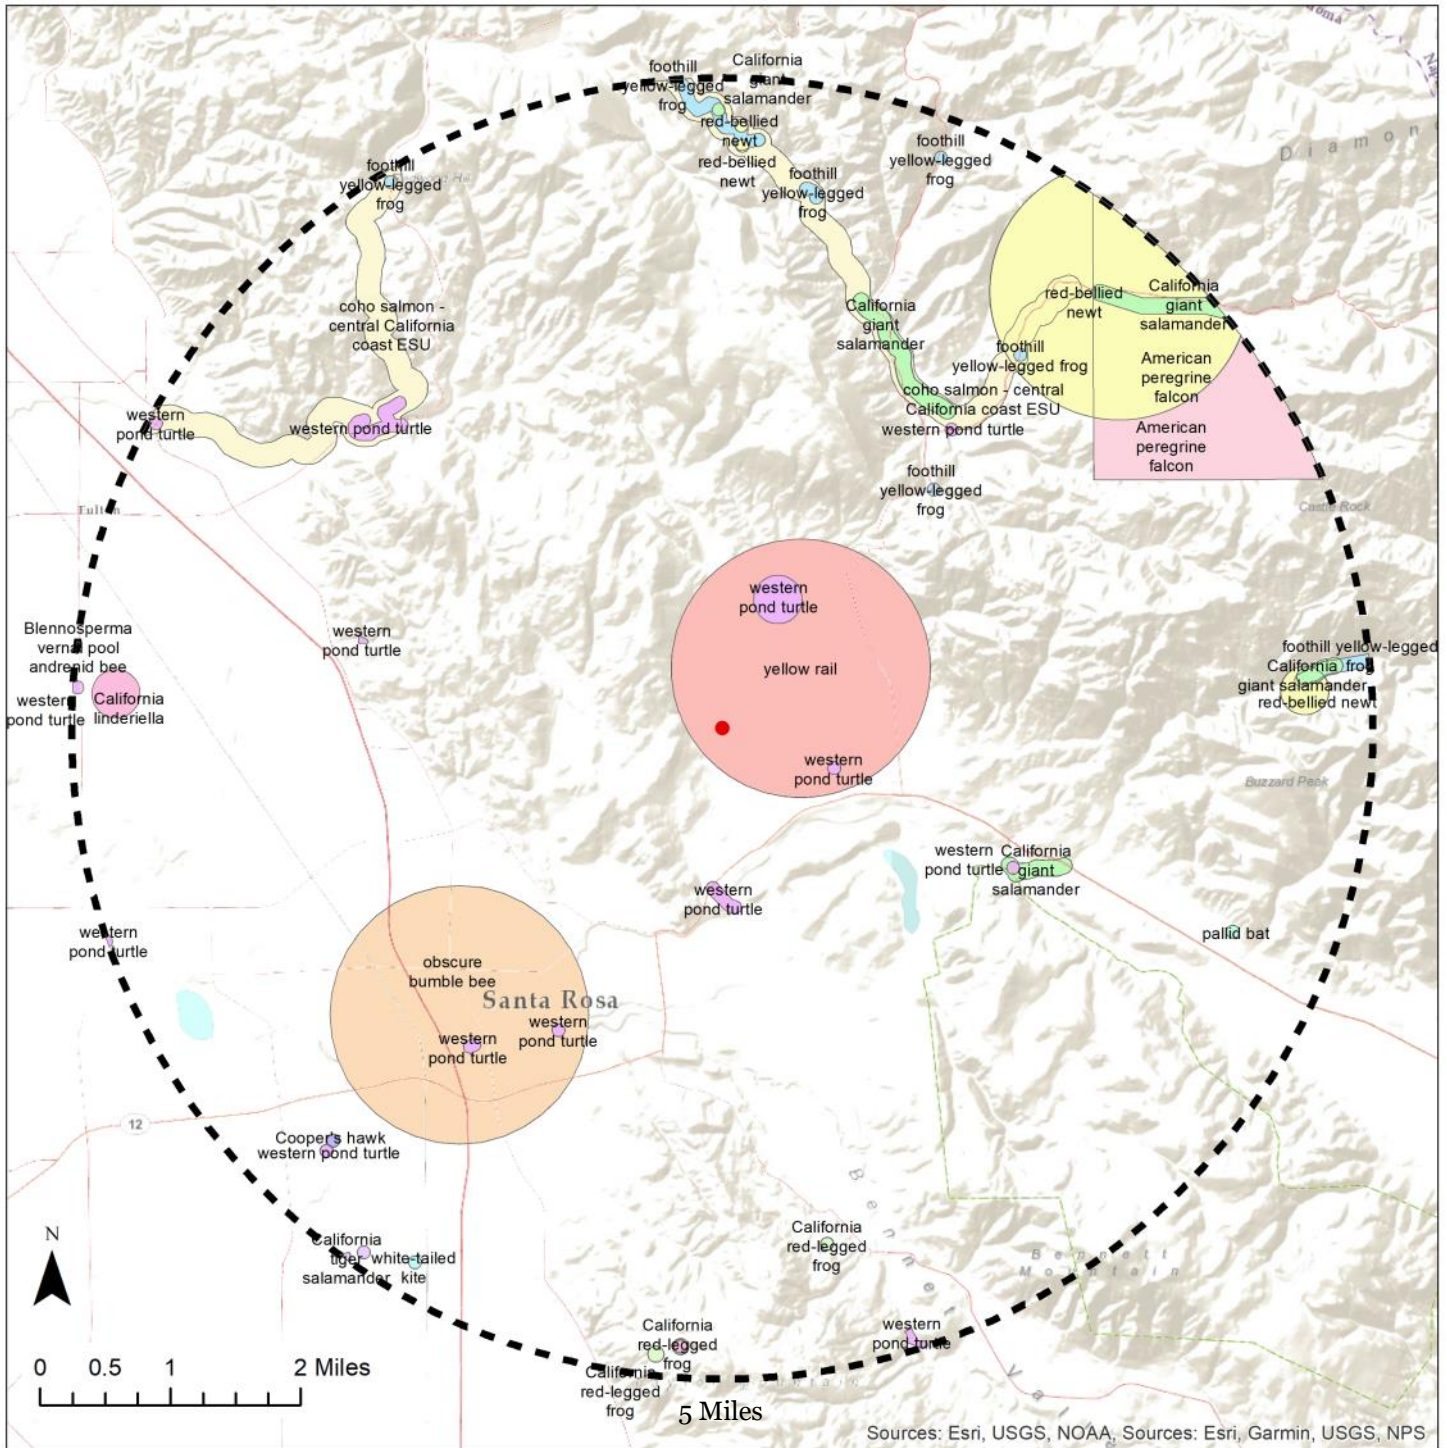 foothill
yellow-legged
frog
California
giant
salamander
red-bellied
newt
red-bellied
newt
foothill
yellow-legged
frog
foothill
yellow-legged
frog
foothill
yellow-legged
frog
Diamon
coho salmon -
central California
coast ESU
California
giant
salamander
red-bellied
newt
California
giant
salamander
foothill
yellow-legged frog
American
peregrine
falcon
coho salmon - central
California coast ESU
western pond turtle
western
pond turtle
western pond turtle
American
peregrine
falcon
foothill
yellow-legged
frog
Castle Rock
Fulton
western
pond turtle
yellow rail
western
pond turtle
western
pond turtle
Blennosperma
vernal pool
andrenid bee
western
pond turtle
California
linderiella
foothill yellow-legged
frog
California
giant salamander
red-bellied newt
Buzzard Peak
western
pond turtle
California
giant
salamander
western
pond turtle
pallid bat
western
pond turtle
obscure
bumble bee
Santa Rosa
western
pond turtle
western
pond turtle
12
Cooper's hawk
western pond turtle
California
tiger
salamander
white-tailed
kite
California
red-legged
frog
Bennett
Mountain
Bennett Val
California
red-legged
frog
California
red-legged
frog
western
pond turtle
N
0 0.5 1 2 Miles
5 Miles
Sources: Esri, USGS, NOAA, Sources: Esri, Garmin, USGS, NPS